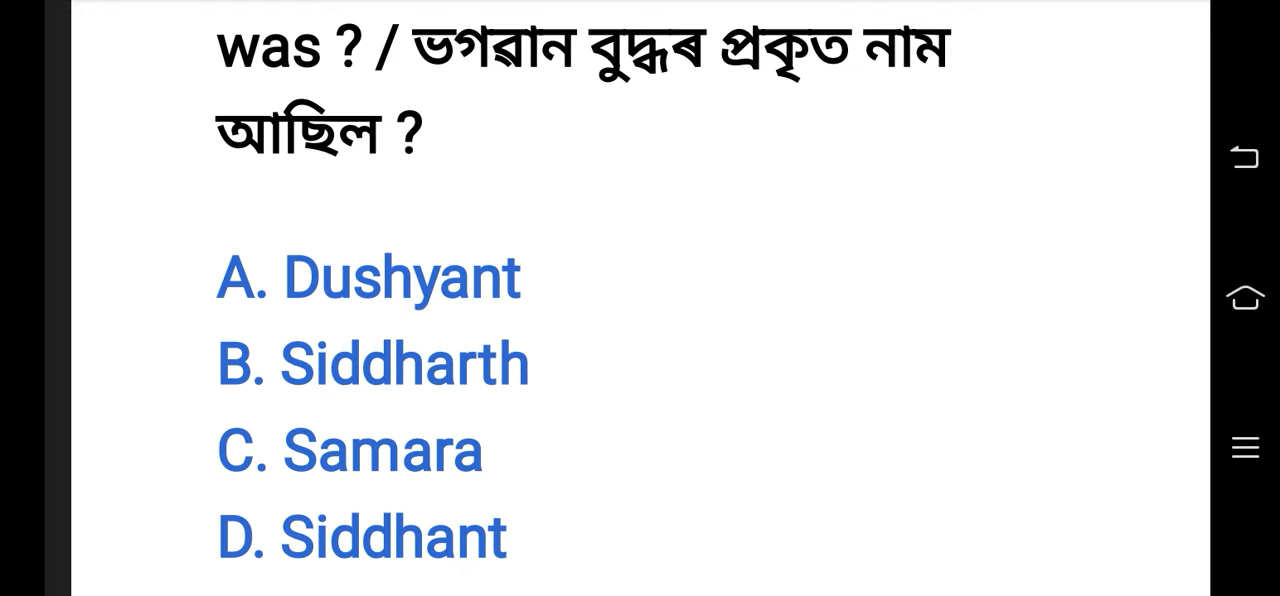 was ? / ভগৱান বুদ্ধৰ প্ৰকৃত নাম
আছিল ?
A. Dushyant
B. Siddharth
C. Samara
D. Siddhant